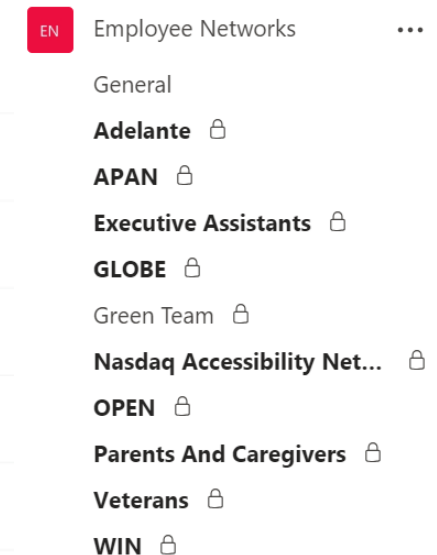 EN Employee Networks ...
General
Adelante
APAN
Executive Assistants
GLOBE
Green Team
Nasdaq Accessibility Net...
OPEN
Parents And Caregivers
Veterans
WIN